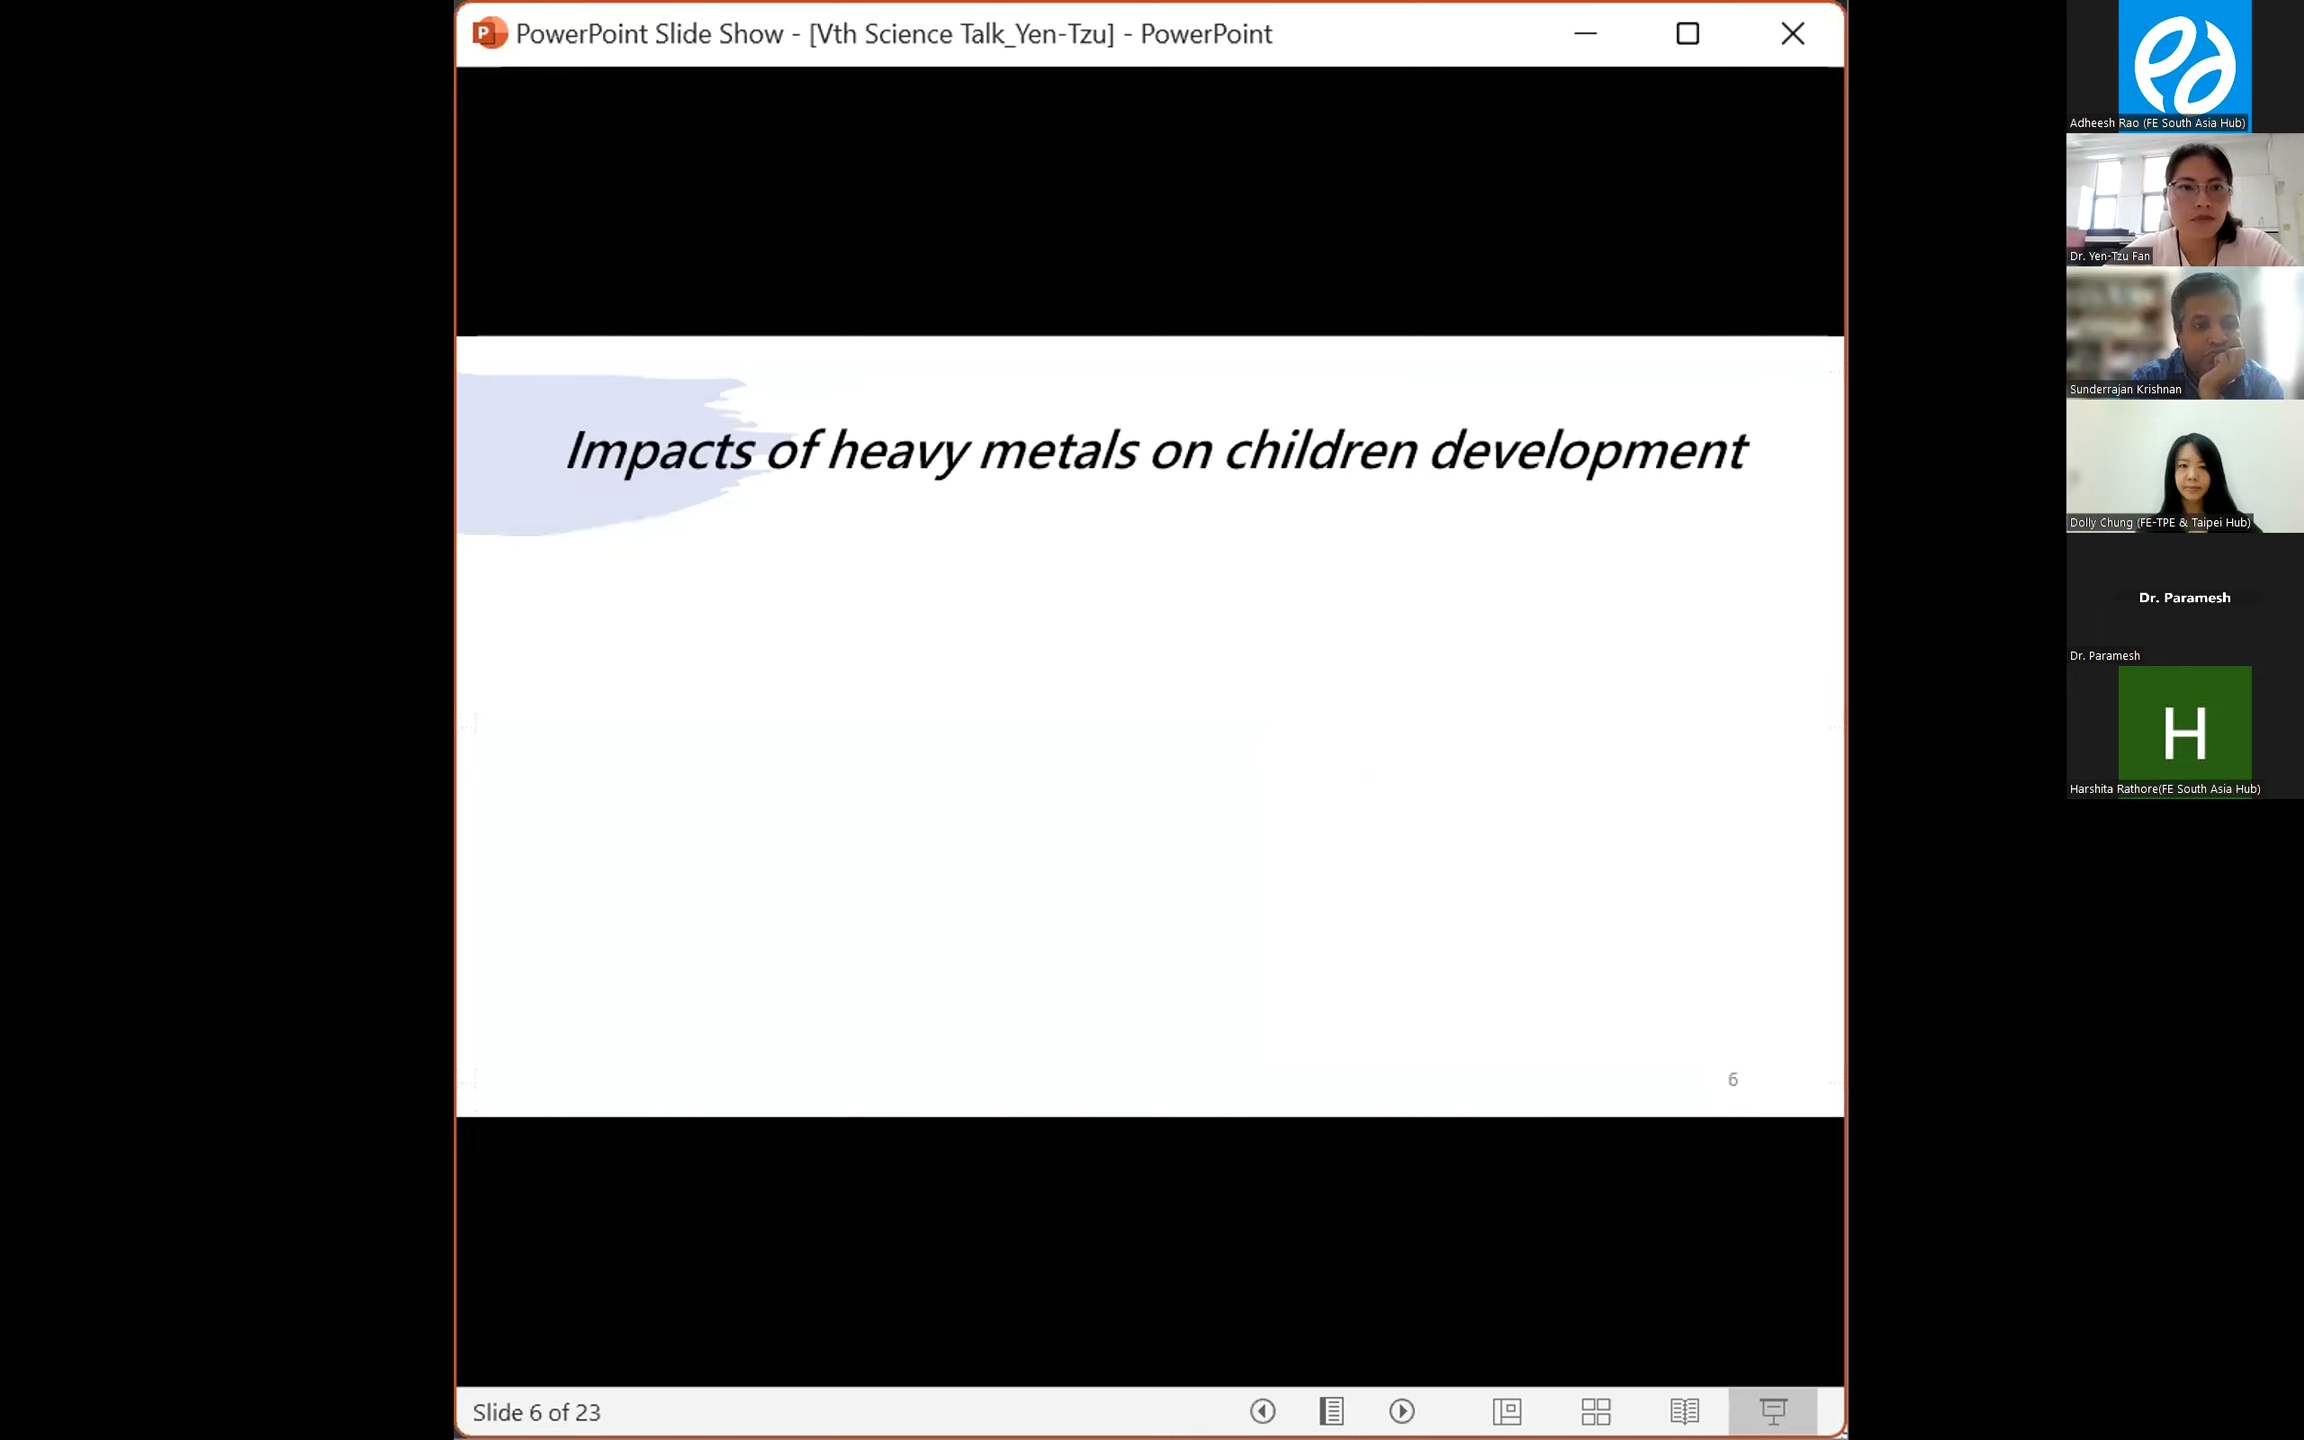 PowerPoint Slide Show - [Vth Science Talk_Yen-Tzu] - PowerPoint
Impacts of heavy metals on children development
6
Slide 6 of 23
Adheesh Rao (FE South Asia Hub)
Dr. Yen-Tzu Fan
Sunderrajan Krishnan
Dolly Chung (FE-TPE & Taipei Hub)
Dr. Paramesh
Dr. Paramesh
H
Harshita Rathore(FE South Asia Hub)